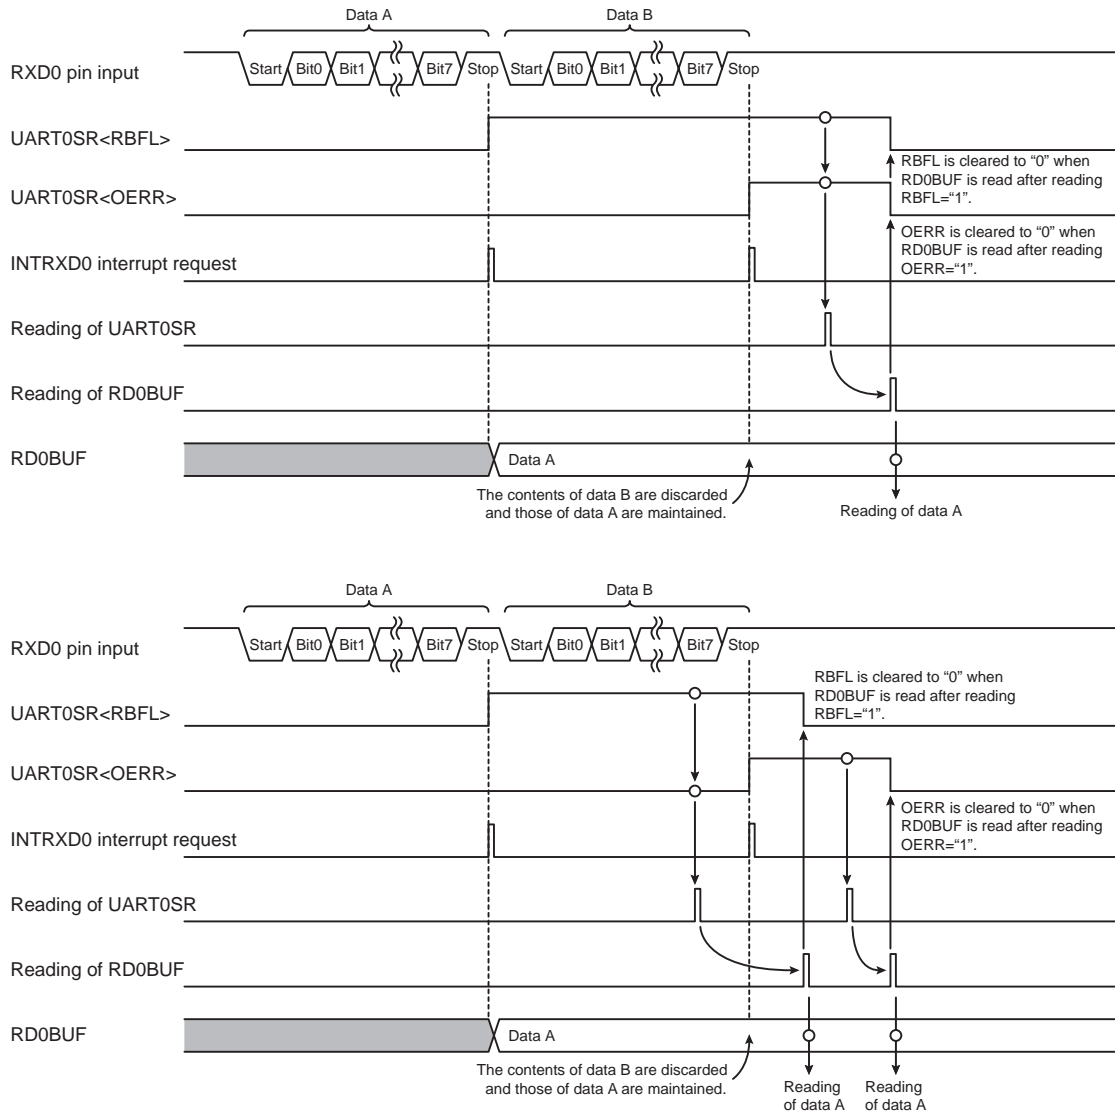 Data A
Data B
RXD0 pin input
Start Bit0 Bit1 Bit7 Stop Start Bit0 Bit1 Bit7 Stop
UART0SR<RBFL>
RBFL is cleared to “0” when
RD0BUF is read after reading
RBFL=“1”.
UART0SR<OERR>
OERR is cleared to “0” when
RD0BUF is read after reading
OERR=“1”.
INTRXD0 interrupt request
Reading of UART0SR
Reading of RD0BUF
RD0BUF
Data A
The contents of data B are discarded
and those of data A are maintained.
Reading of data A
Data A
Data B
RXD0 pin input
Start Bit0 Bit1 Bit7 Stop Start Bit0 Bit1 Bit7 Stop
RBFL is cleared to “0” when
RD0BUF is read after reading
RBFL=“1”.
UART0SR<RBFL>
UART0SR<OERR>
OERR is cleared to “0” when
RD0BUF is read after reading
OERR=“1”.
INTRXD0 interrupt request
Reading of UART0SR
Reading of RD0BUF
RD0BUF
Data A
The contents of data B are discarded
and those of data A are maintained.
Reading
of data A
Reading
of data A